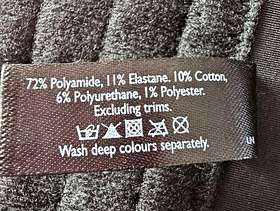 72% Polyamide, 11% Elastane. 10% Cotton,
6% Polyurethane, 1% Polyester.
Excluding trims.
Wash deep colours separately.